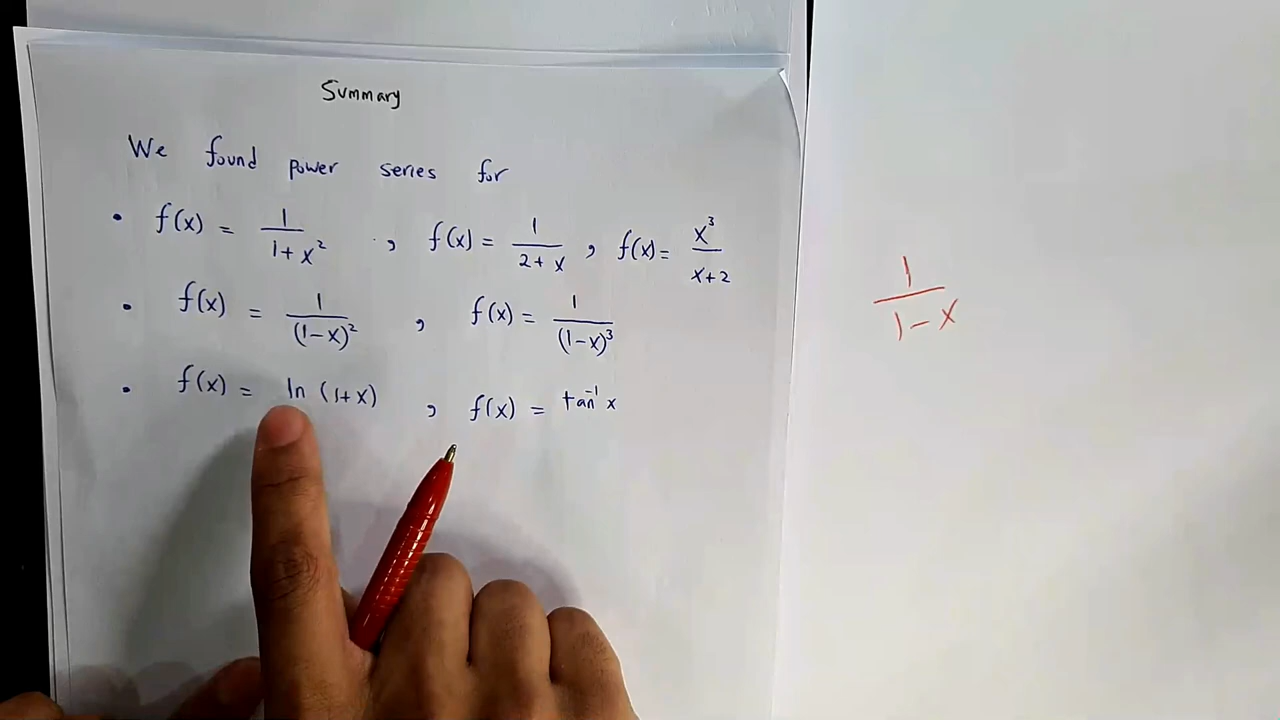 Summary
We found power series for
• f(x) = 1/(1+x²) , f(x) = 1/(2+x) , f(x) = x³/(x+2)
• f(x) = 1/(1-x)² , f(x) = 1/(1-x)³
• f(x) = ln (1+x) , f(x) = tan⁻¹ x
1/(1-x)